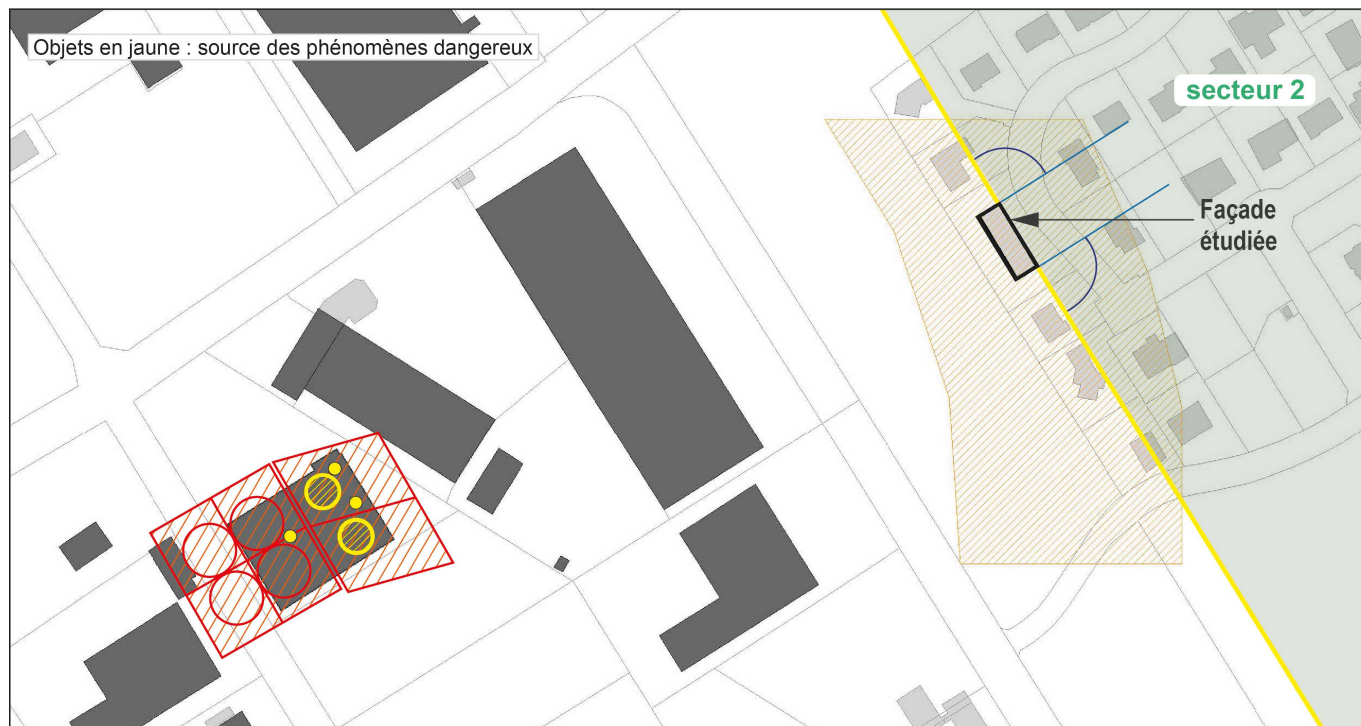 Objets en jaune : source des phénomènes dangereux
secteur 2
Façade
étudiée